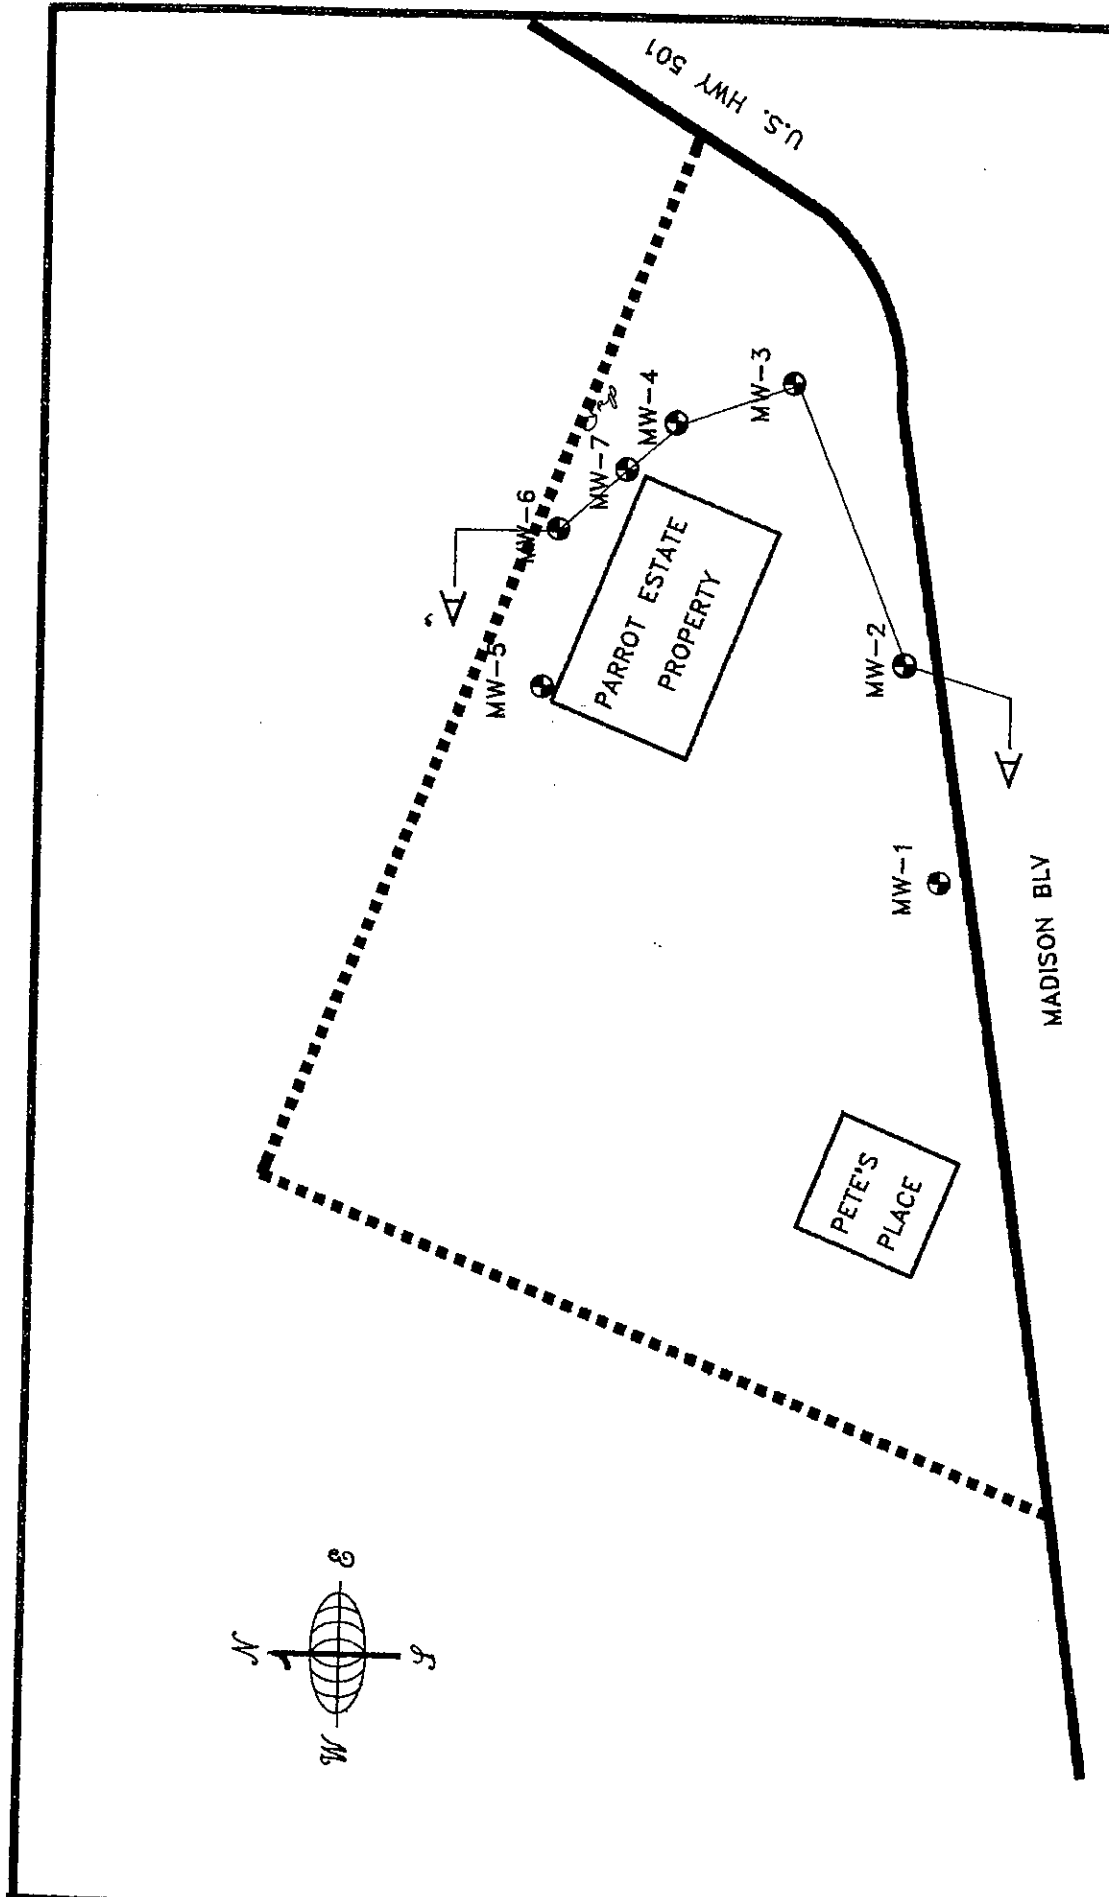 U.S. HWY 501
MW-6
MW-7
MW-4
MW-3
A'
MW-5
PARROT ESTATE
PROPERTY
MW-2
A
MW-1
MADISON BLV
PETE'S
PLACE
N
W
E
S